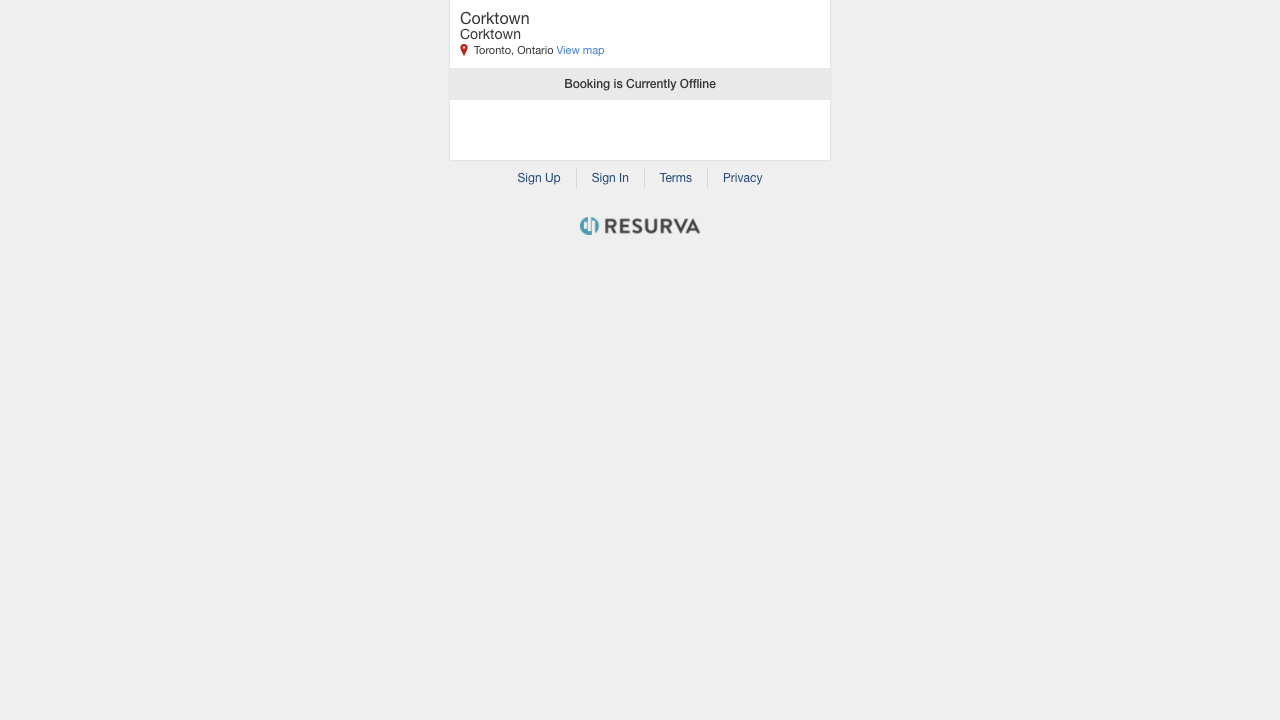 Corktown
Corktown
Toronto, Ontario View map
Booking is Currently Offline
Sign Up Sign In Terms Privacy
RESURVA